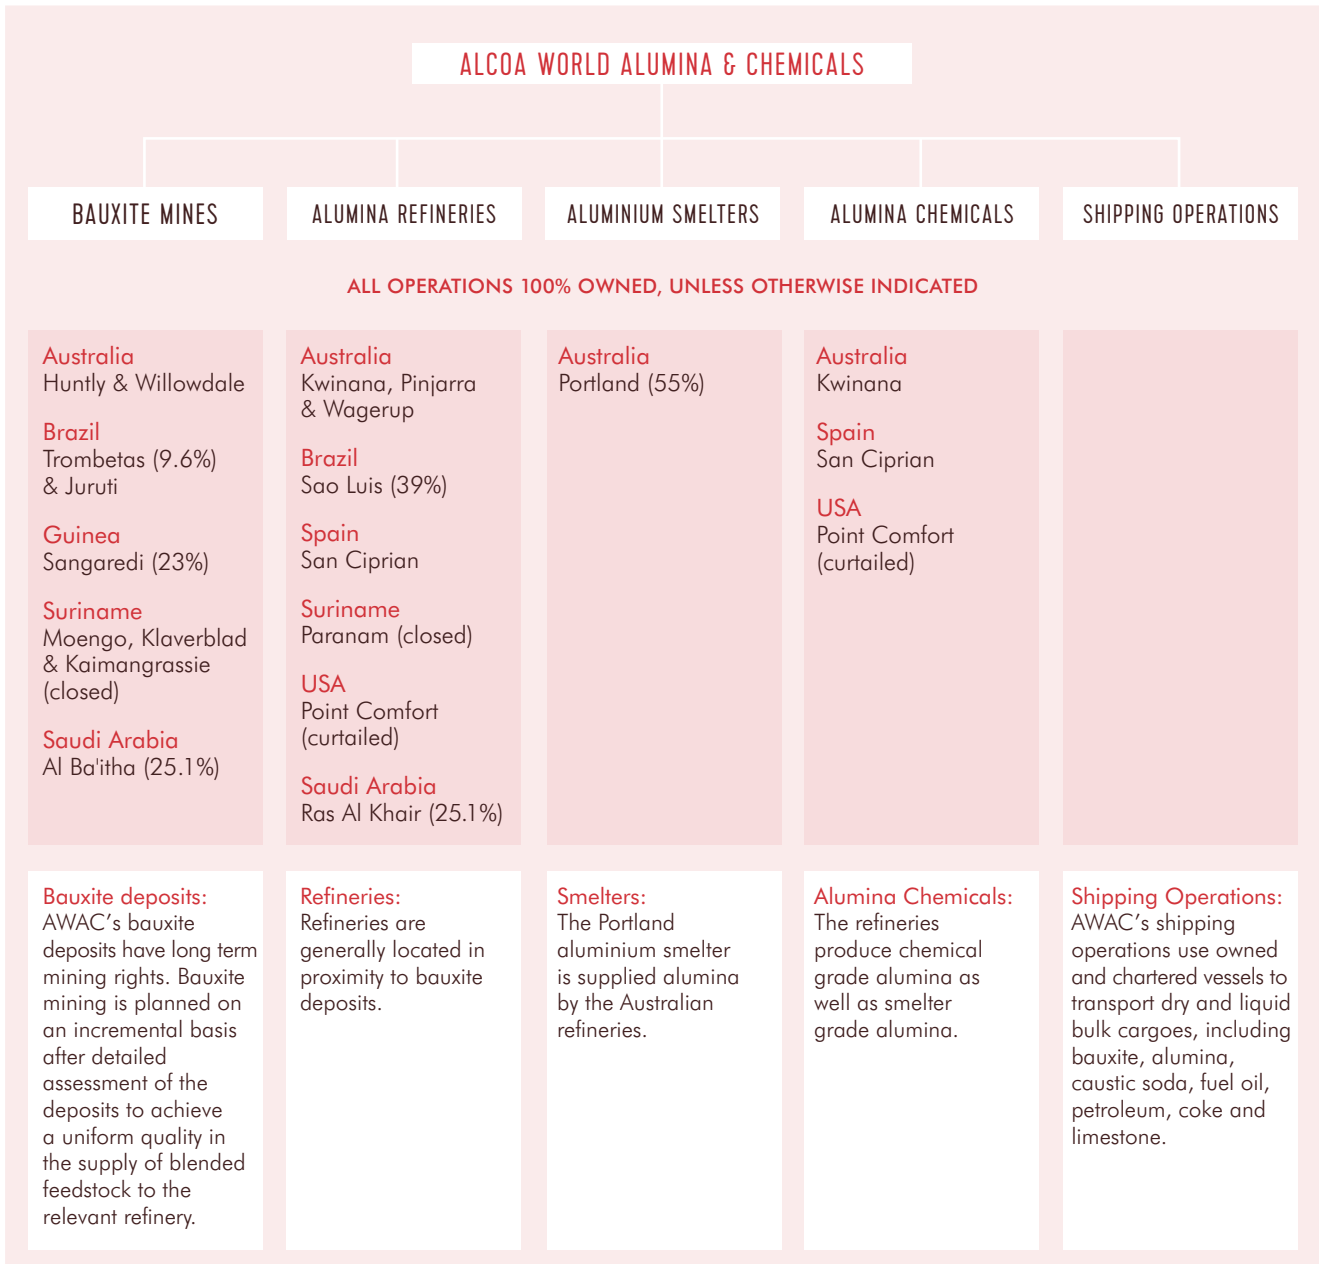 ALCOA WORLD ALUMINA & CHEMICALS
BAUXITE MINES
ALUMINA REFINERIES
ALUMINIUM SMELTERS
ALUMINA CHEMICALS
SHIPPING OPERATIONS
ALL OPERATIONS 100% OWNED, UNLESS OTHERWISE INDICATED
Australia
Huntly & Willowdale
Brazil
Trombetas (9.6%)
& Juruti
Guinea
Sangaredi (23%)
Suriname
Moengo, Klaverblad
& Kaimangrassie
(closed)
Saudi Arabia
Al Ba'itha (25.1%)
Australia
Kwinana, Pinjarra
& Wagerup
Brazil
Sao Luis (39%)
Spain
San Ciprian
Suriname
Paranam (closed)
USA
Point Comfort
(curtailed)
Saudi Arabia
Ras Al Khair (25.1%)
Australia
Portland (55%)
Australia
Kwinana
Spain
San Ciprian
USA
Point Comfort
(curtailed)
Bauxite deposits:
AWAC’s bauxite
deposits have long term
mining rights. Bauxite
mining is planned on
an incremental basis
after detailed
assessment of the
deposits to achieve
a uniform quality in
the supply of blended
feedstock to the
relevant refinery.
Refineries:
Refineries are
generally located in
proximity to bauxite
deposits.
Smelters:
The Portland
aluminium smelter
is supplied alumina
by the Australian
refineries.
Alumina Chemicals:
The refineries
produce chemical
grade alumina as
well as smelter
grade alumina.
Shipping Operations:
AWAC’s shipping
operations use owned
and chartered vessels to
transport dry and liquid
bulk cargoes, including
bauxite, alumina,
caustic soda, fuel oil,
petroleum, coke and
limestone.